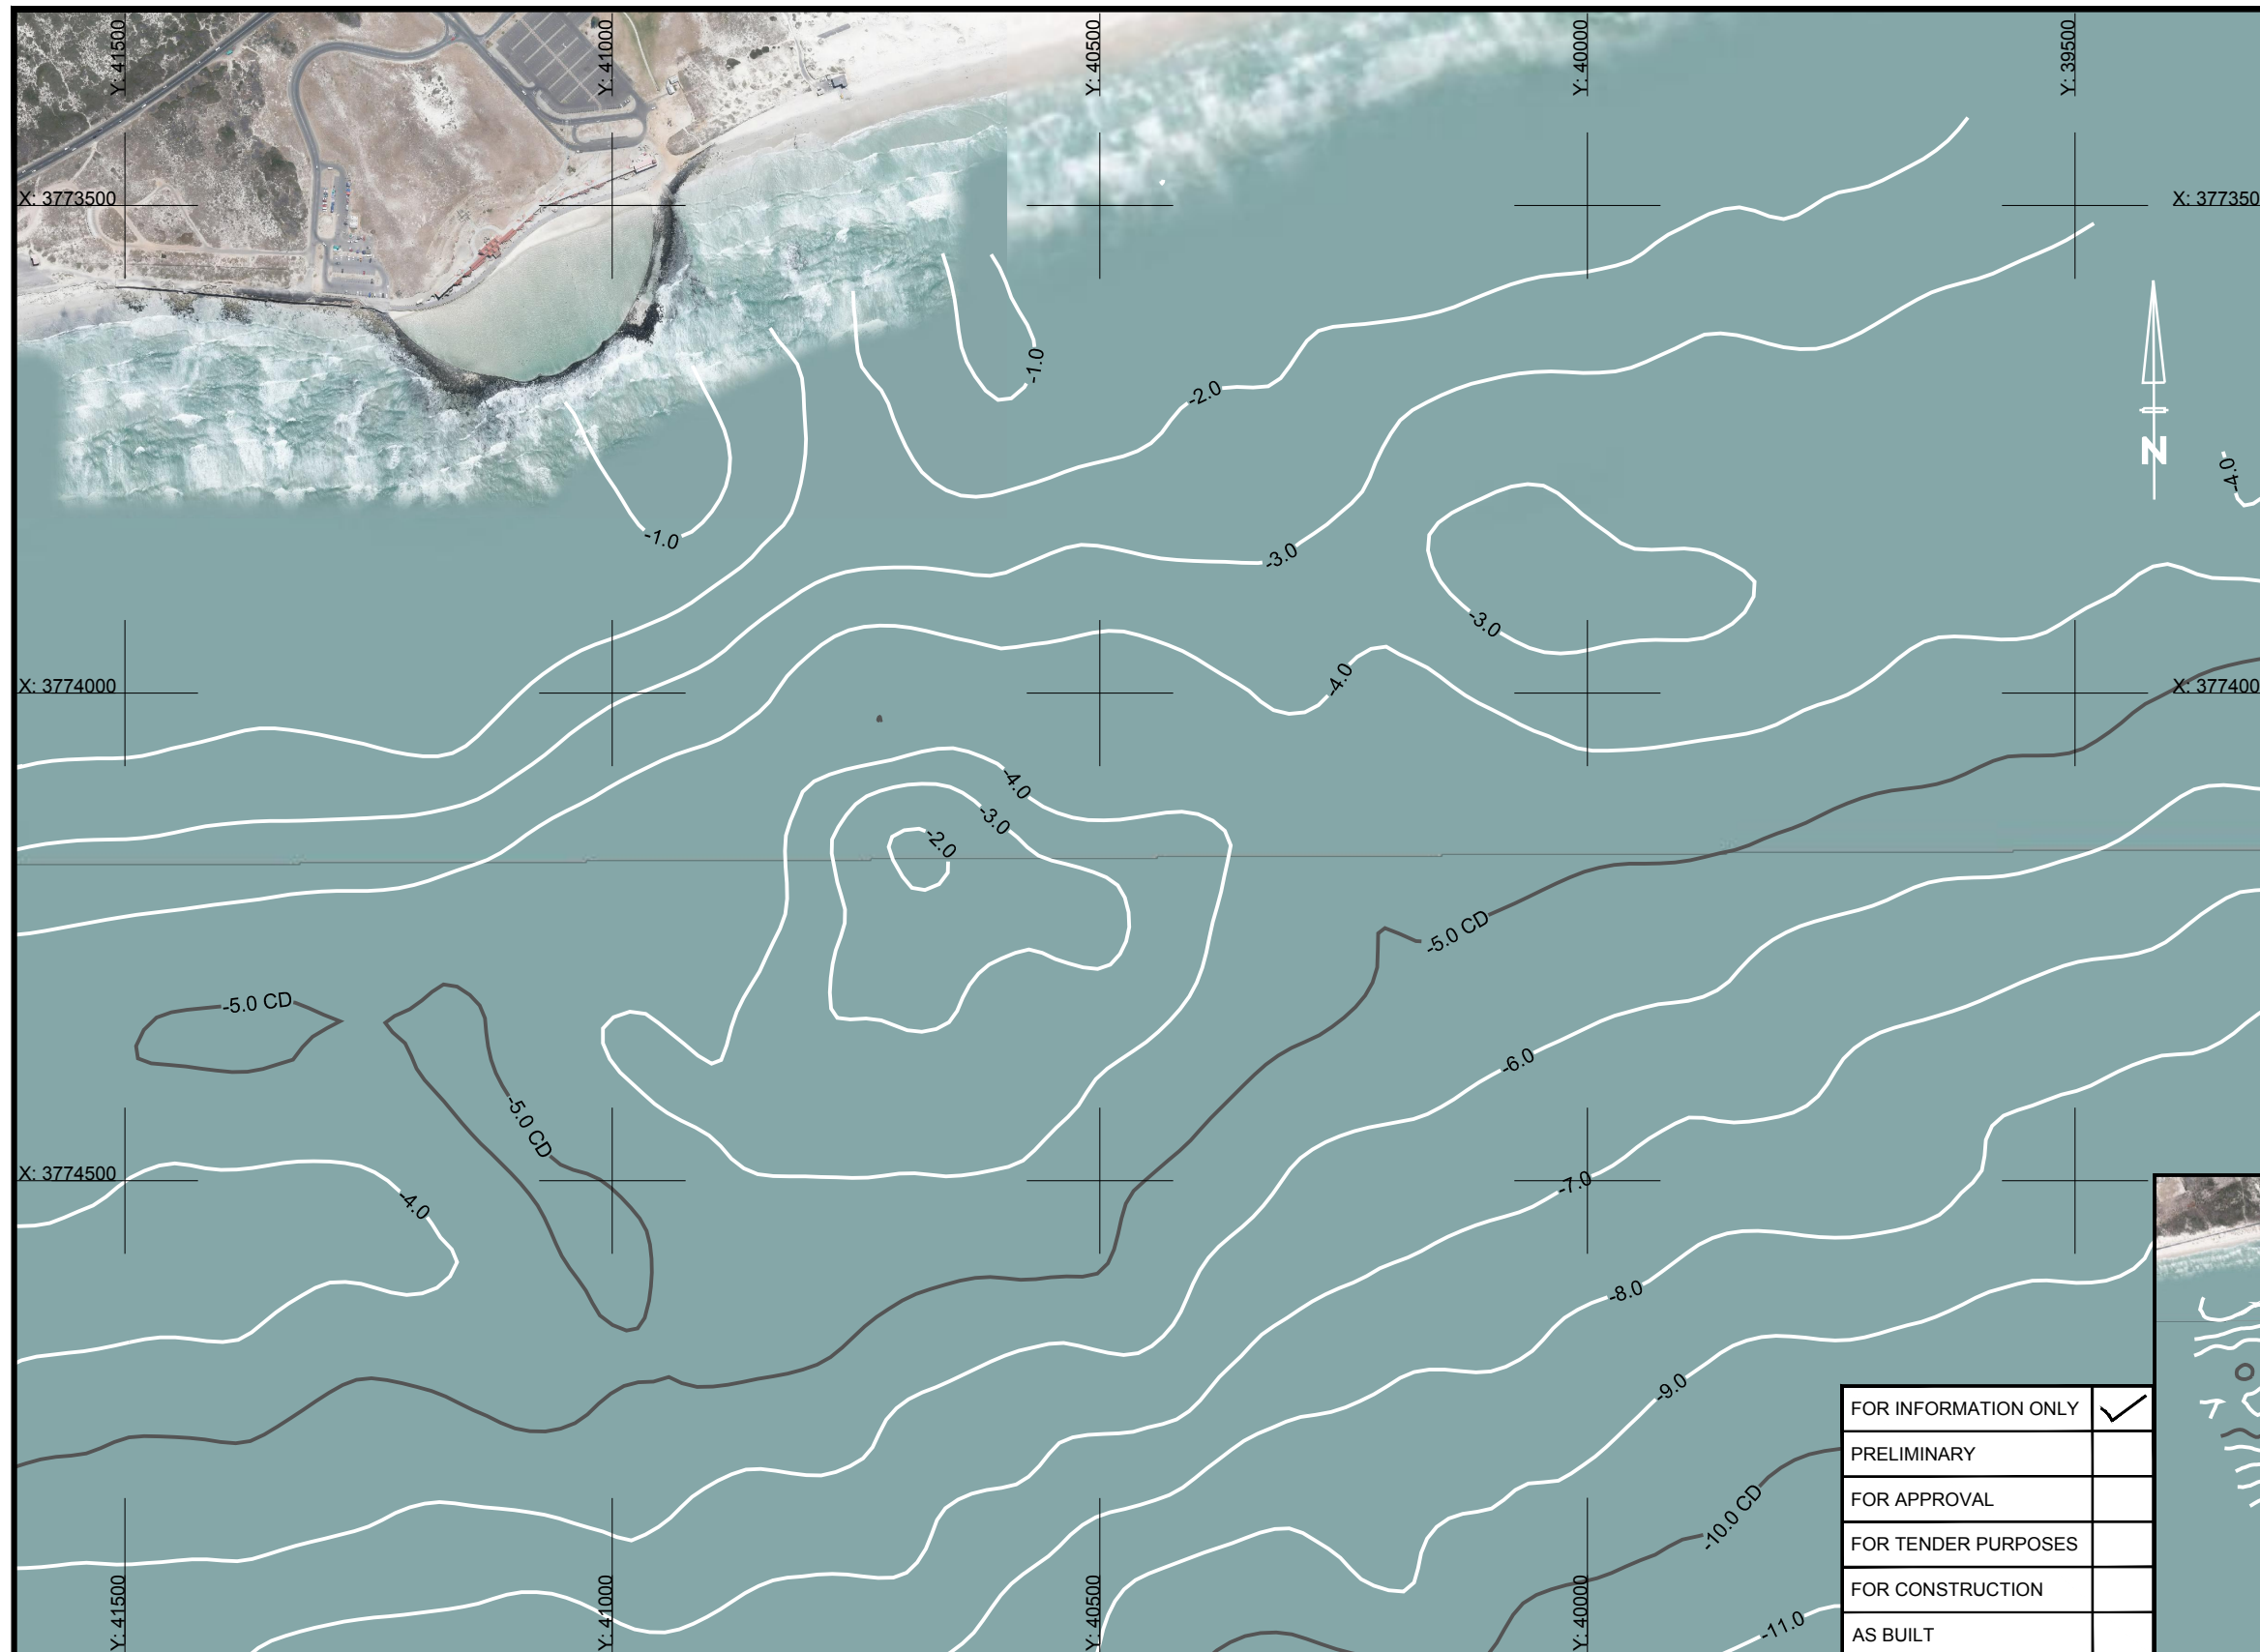 Y: 41500
Y: 41000
Y: 40500
Y: 40000
Y: 39500
X: 3773500
X: 377350
-1.0
-2.0
-4.0
-1.0
-3.0
-3.0
X: 3774000
-4.0
X: 377400
-4.0
-3.0
-2.0
-5.0 CD
-5.0 CD
-6.0
-5.0 CD
X: 3774500
-4.0
-7.0
-8.0
-9.0
-10.0 CD
-11.0
N
FOR INFORMATION ONLY
PRELIMINARY
FOR APPROVAL
FOR TENDER PURPOSES
FOR CONSTRUCTION
AS BUILT
Y: 41500
Y: 41000
Y: 40500
Y: 40000